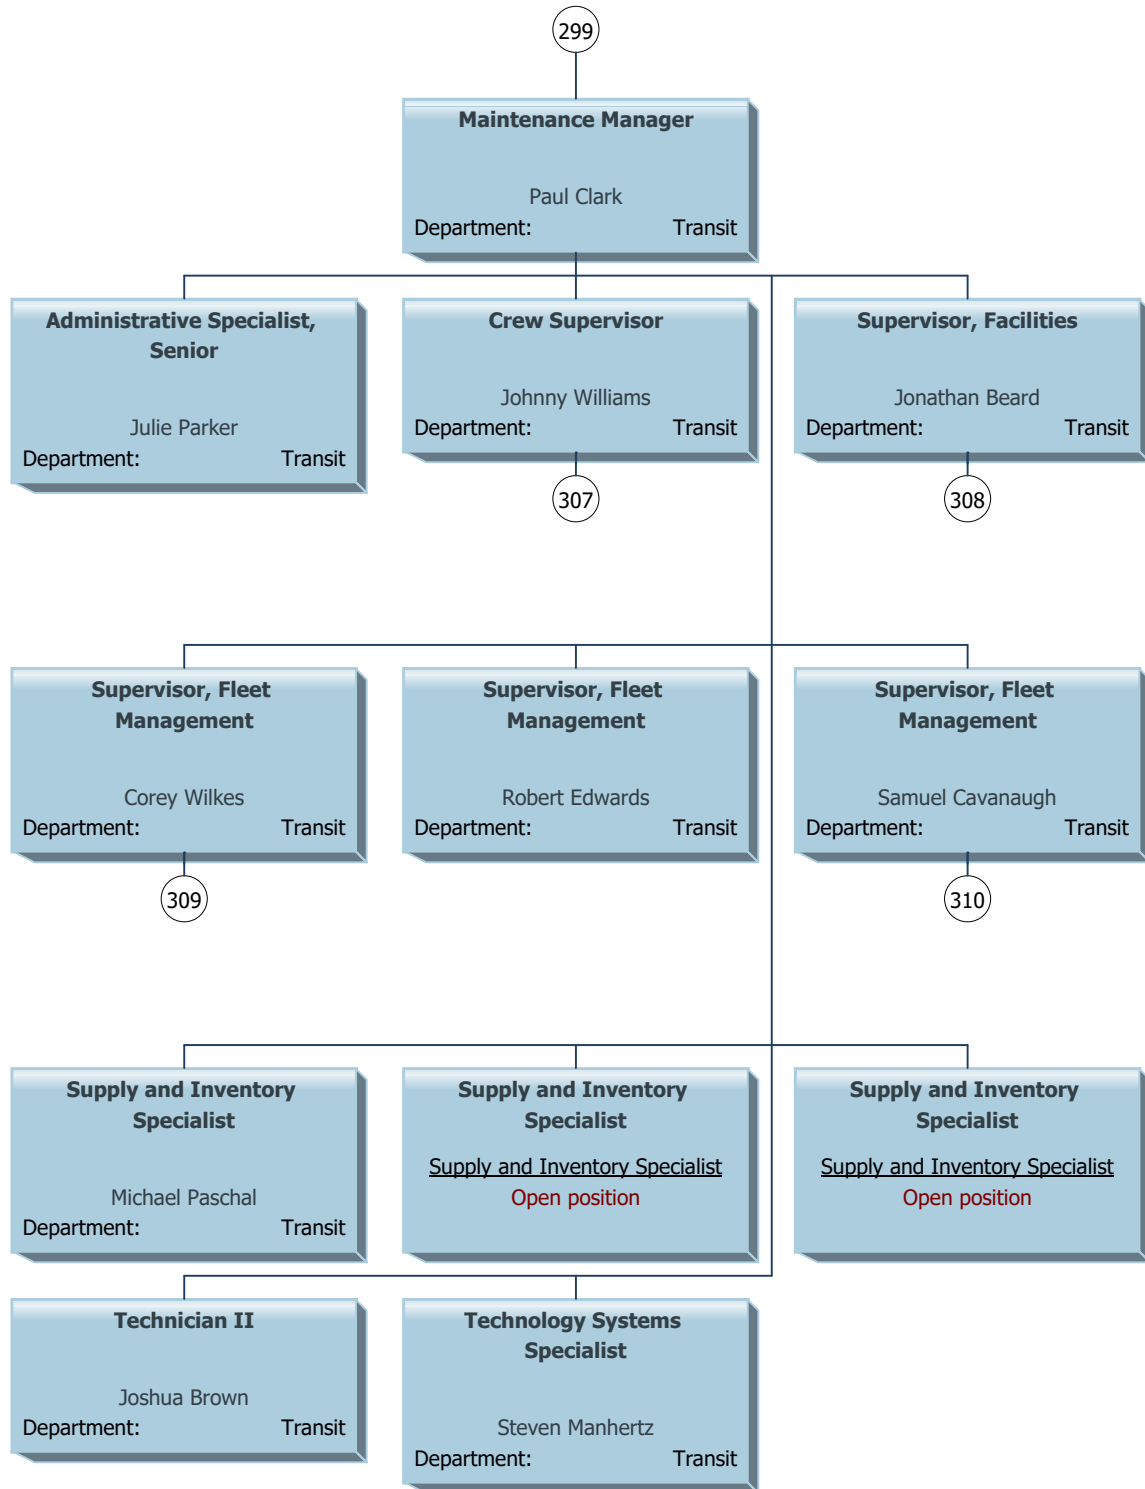 299
Maintenance Manager
Paul Clark
Department: Transit
Administrative Specialist,
Senior
Julie Parker
Department: Transit
Crew Supervisor
Johnny Williams
Department: Transit
307
Supervisor, Facilities
Jonathan Beard
Department: Transit
308
Supervisor, Fleet
Management
Corey Wilkes
Department: Transit
309
Supervisor, Fleet
Management
Robert Edwards
Department: Transit
Supervisor, Fleet
Management
Samuel Cavanaugh
Department: Transit
310
Supply and Inventory
Specialist
Michael Paschal
Department: Transit
Supply and Inventory
Specialist
Supply and Inventory Specialist
Open position
Supply and Inventory
Specialist
Supply and Inventory Specialist
Open position
Technician II
Joshua Brown
Department: Transit
Technology Systems
Specialist
Steven Manhertz
Department: Transit